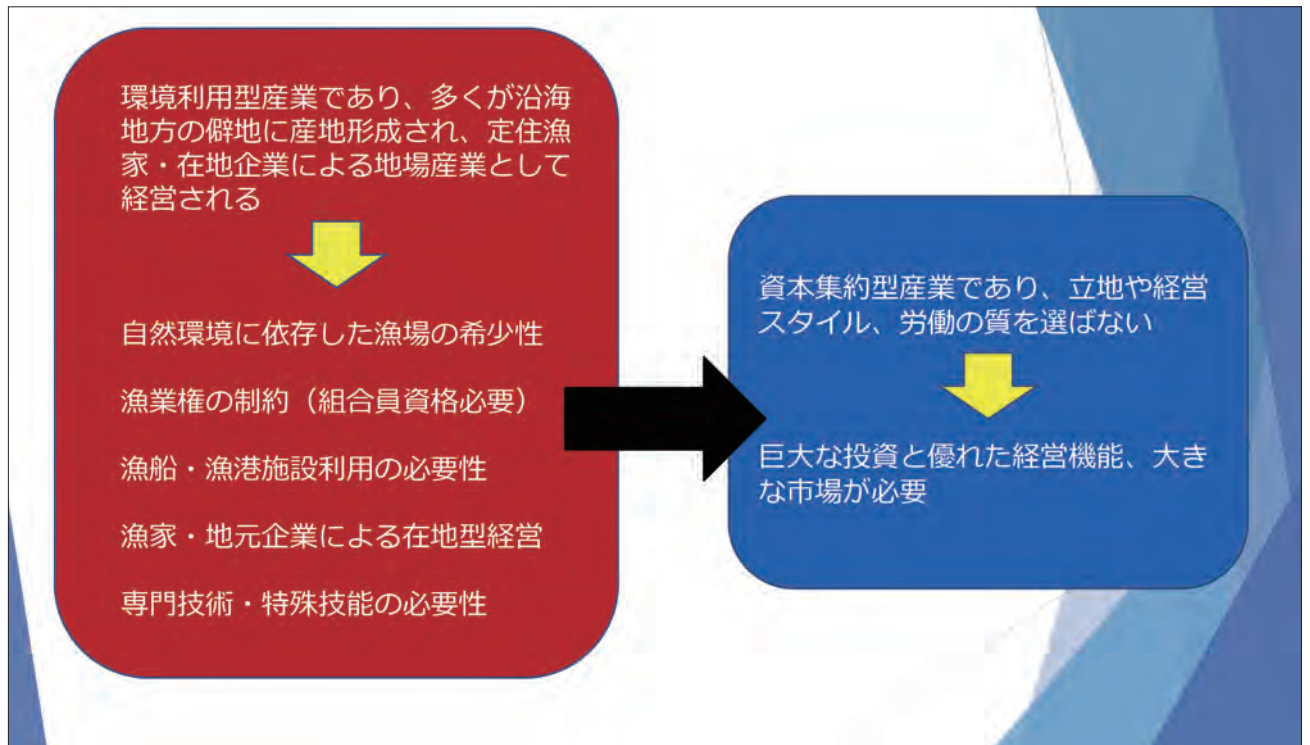 環境利用型産業であり、多くが沿海
地方の僻地に産地形成され、定住漁
家・在地企業による地場産業として
経営される
自然環境に依存した漁場の希少性
漁業権の制約（組合員資格必要）
漁船・漁港施設利用の必要性
漁家・地元企業による在地型経営
専門技術・特殊技能の必要性
資本集約型産業であり、立地や経営
スタイル、労働の質を選ばない
巨大な投資と優れた経営機能、大き
な市場が必要